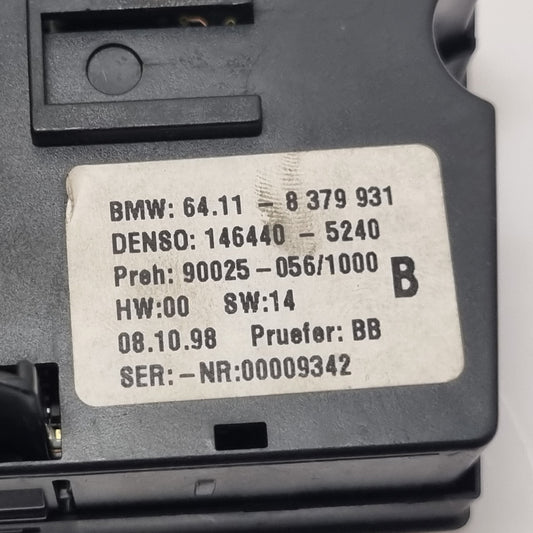 BMW: 64.11 - 8 379 931
DENSO: 146440 - 5240
Preh: 90025 - 056/1000 B
HW:00 SW:14
08.10.98 Pruefer: BB
SER: -NR:00009342